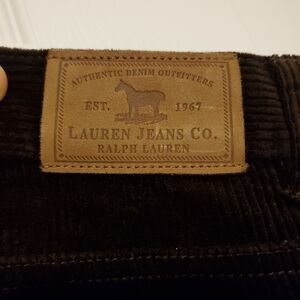 AUTHENTIC DENIM OUTFITTERS
EST. 1967
LAUREN JEANS CO.
RALPH LAUREN